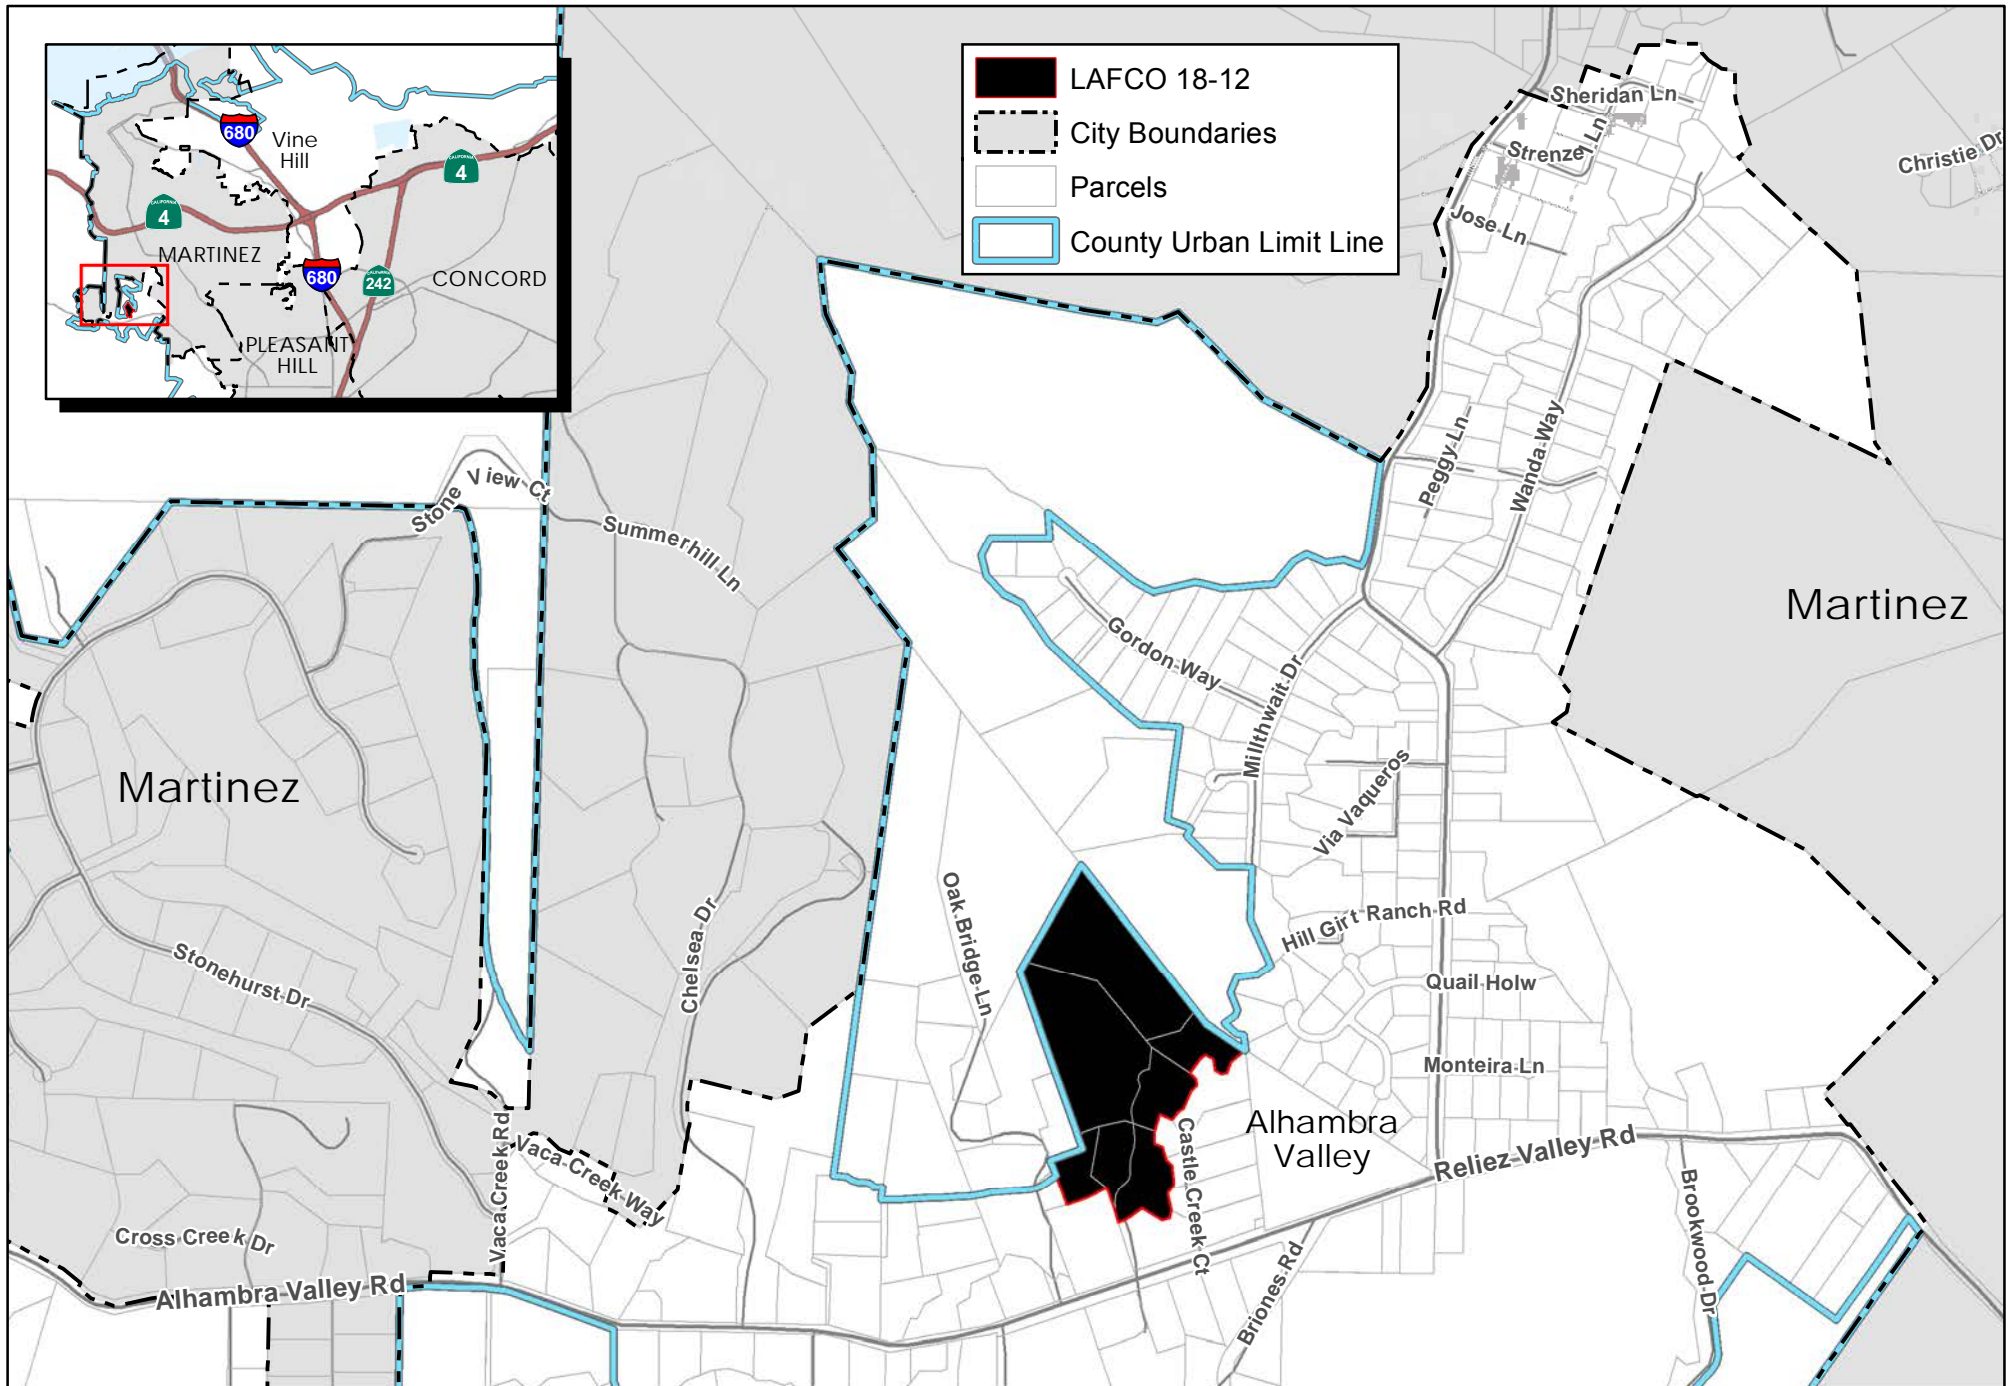 680
Vine
Hill
CALIFORNIA
4
CALIFORNIA
4
MARTINEZ
680
CALIFORNIA
242
CONCORD
PLEASANT
HILL
LAFCO 18-12
City Boundaries
Parcels
County Urban Limit Line
Sheridan Ln
Strenzel Ln
Jose Ln
Christie Dr
Peggy Ln
Wanda Way
Stone View Ct
Summerhill Ln
Martinez
Gordon Way
Millthwait Dr
Martinez
Via Vaqueros
Oak Bridge Ln
Chelsea Dr
Hill Girt Ranch Rd
Stonehurst Dr
Quail Holw
Monteira Ln
Alhambra
Valley
Castle Creek Ct
Reliez Valley Rd
Vaca Creek Rd
Vaca Creek Way
Brookwood Dr
Cross Creek Dr
Alhambra Valley Rd
Briones Rd